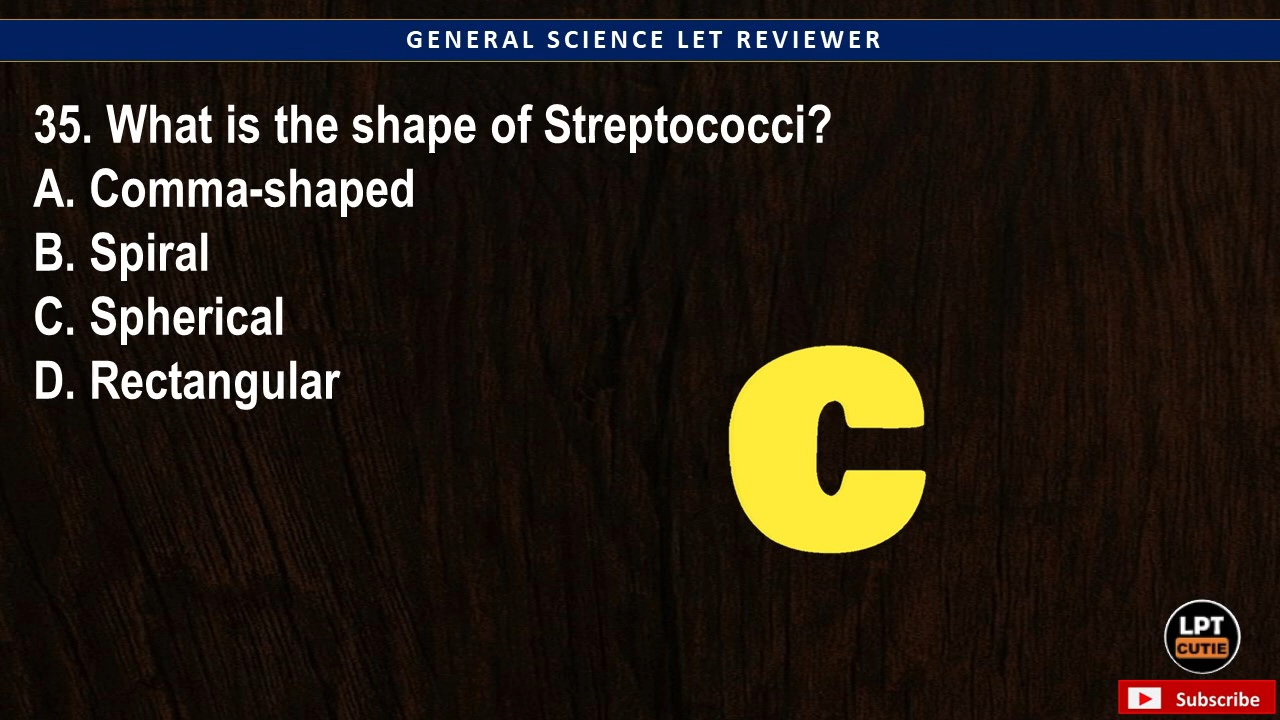 GENERAL SCIENCE LET REVIEWER
35. What is the shape of Streptococci?
A. Comma-shaped
B. Spiral
C. Spherical
D. Rectangular
C
LPT
CUTIE
Subscribe